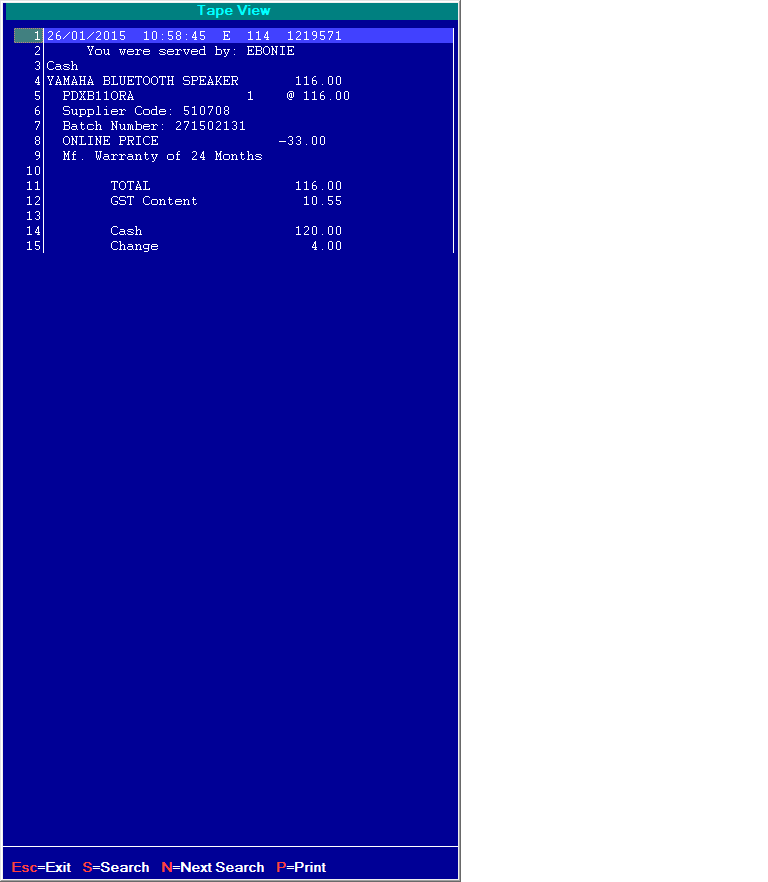 Tape View
1 26/01/2015 10:58:45 E 114 1219571
2 You were served by: EBONIE
3 Cash
4 YAMAHA BLUETOOTH SPEAKER 116.00
5 PDXB11ORA 1 @ 116.00
6 Supplier Code: 510708
7 Batch Number: 271502131
8 ONLINE PRICE -33.00
9 Mf. Warranty of 24 Months
10
11 TOTAL 116.00
12 GST Content 10.55
13
14 Cash 120.00
15 Change 4.00
Esc=Exit S=Search N=Next Search P=Print